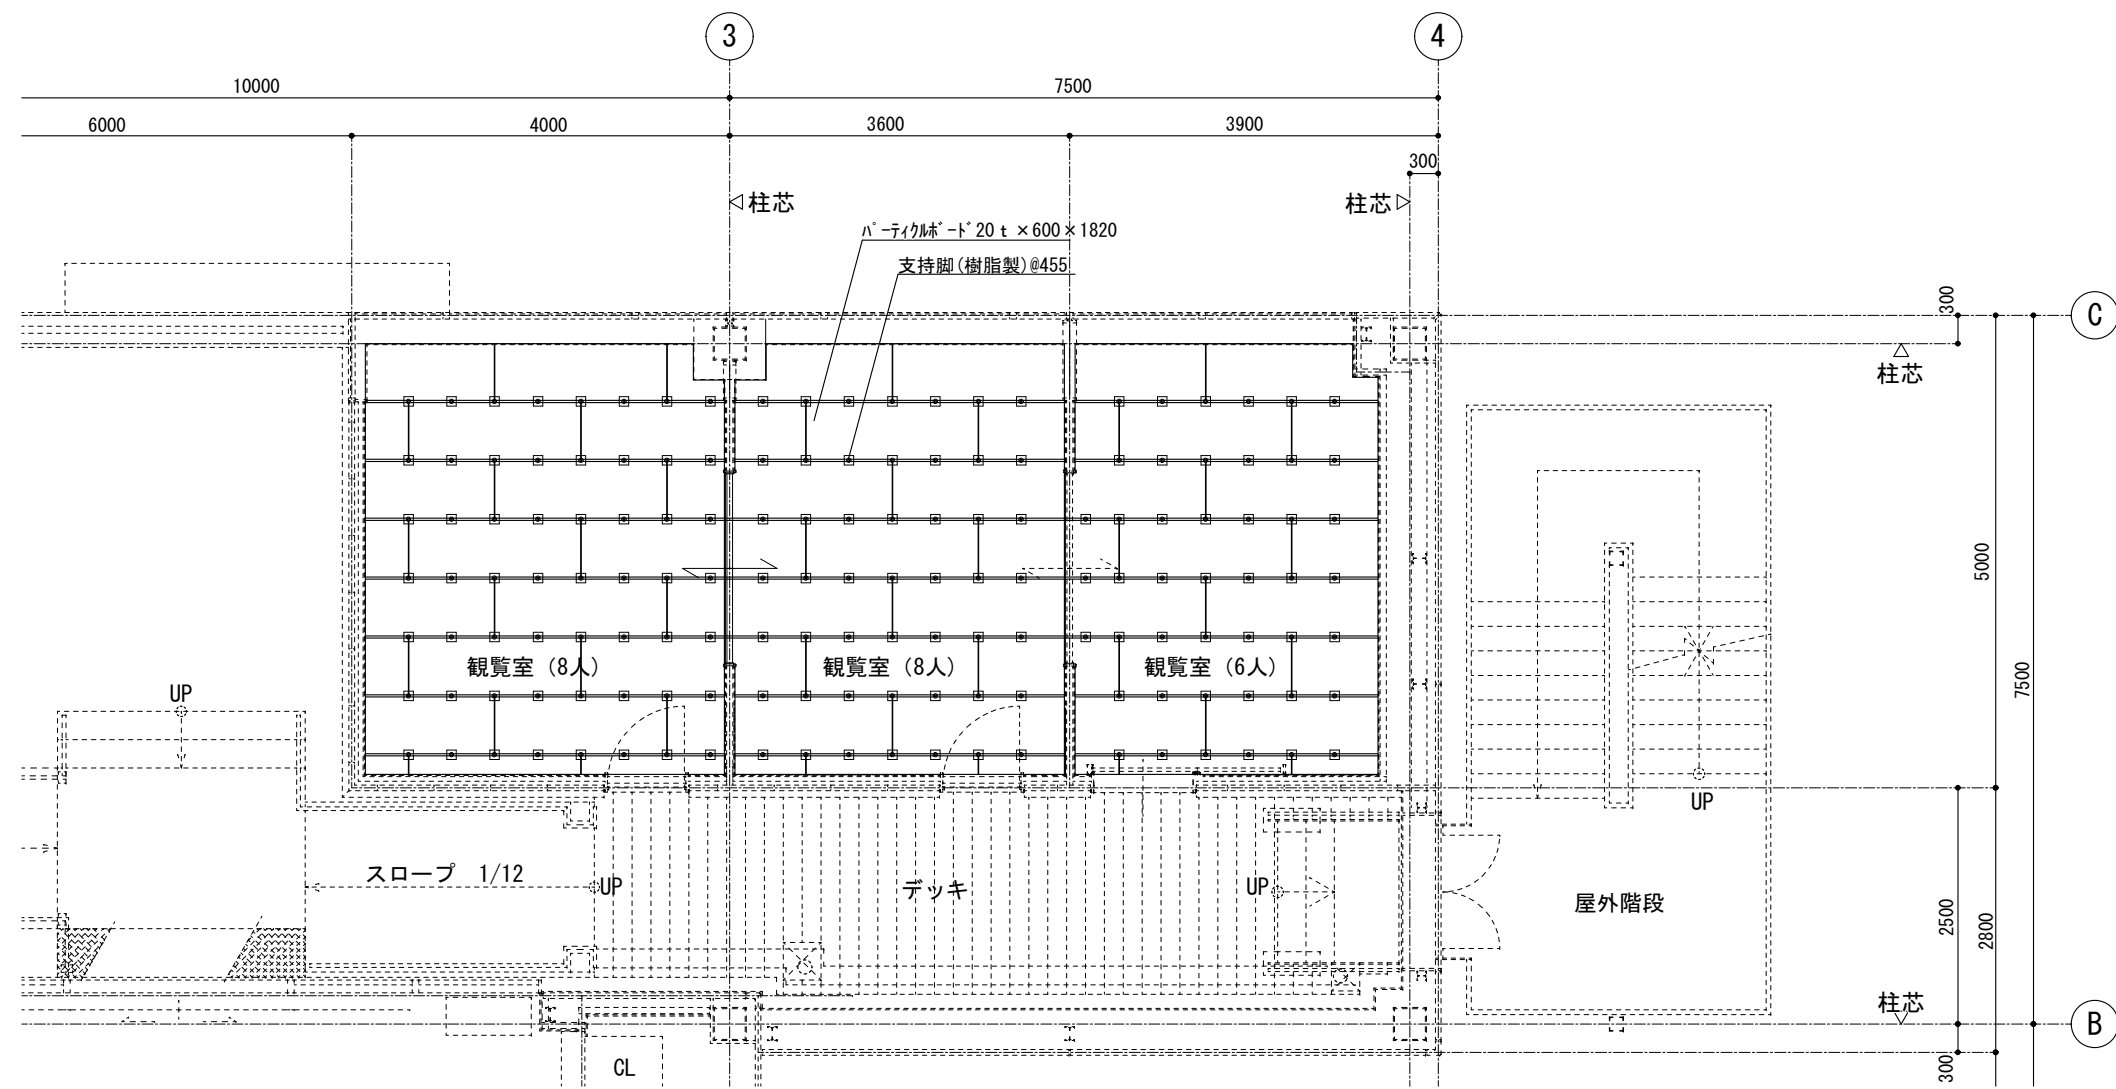 3
4
10000
7500
6000
4000
3600
3900
300
柱芯
柱芯
パーティクルボード20ｔ×600×1820
支持脚(樹脂製)@455
300
C
柱芯
5000
7500
観覧室（8人）
観覧室（8人）
観覧室（6人）
UP
UP
スロープ　1/12
UP
デッキ
UP
屋外階段
2500
2800
柱芯
B
300
CL